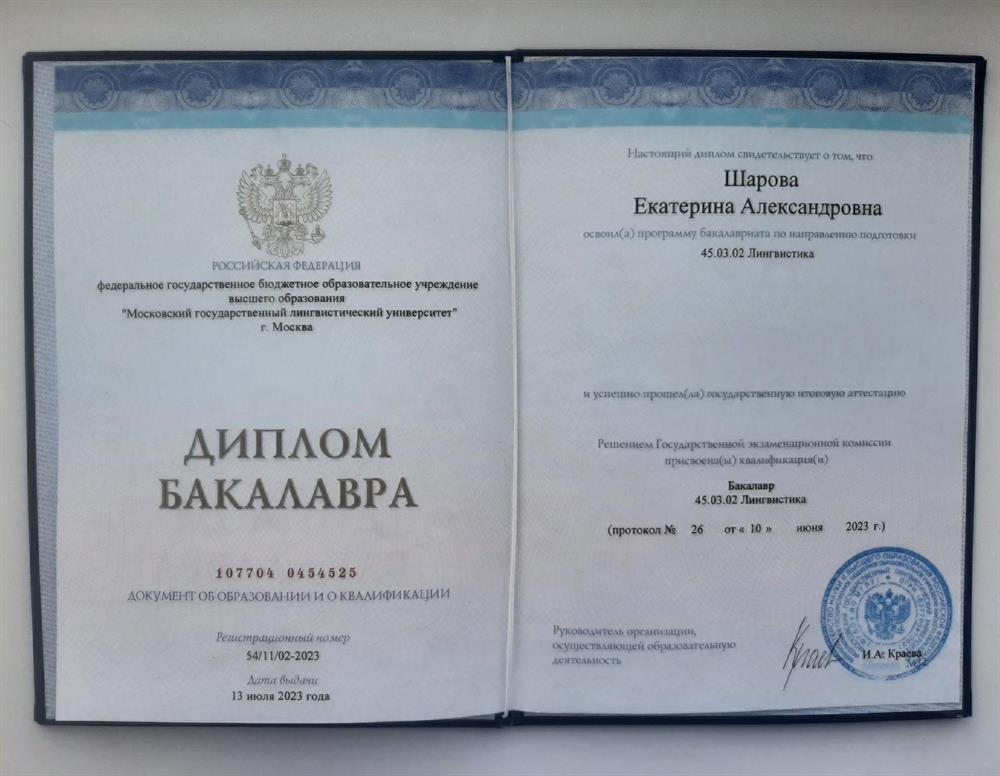 РОССИЙСКАЯ ФЕДЕРАЦИЯ
федеральное государственное бюджетное образовательное учреждение
высшего образования
"Московский государственный лингвистический университет"
г. Москва
ДИПЛОМ
БАКАЛАВРА
107704 0454525
ДОКУМЕНТ ОБ ОБРАЗОВАНИИ И О КВАЛИФИКАЦИИ
Регистрационный номер
54/11/02-2023
Дата выдачи
13 июля 2023 года
Настоящий диплом свидетельствует о том, что
Шарова
Екатерина Александровна
освоил(а) программу бакалавриата по направлению подготовки
45.03.02 Лингвистика
и успешно прошел(ла) государственную итоговую аттестацию
Решением Государственной экзаменационной комиссии
присвоена(ы) квалификация(и)
Бакалавр
45.03.02 Лингвистика
(протокол № 26 от « 10 » июня 2023 г.)
Руководитель организации,
осуществляющей образовательную
деятельность
И.А. Краева